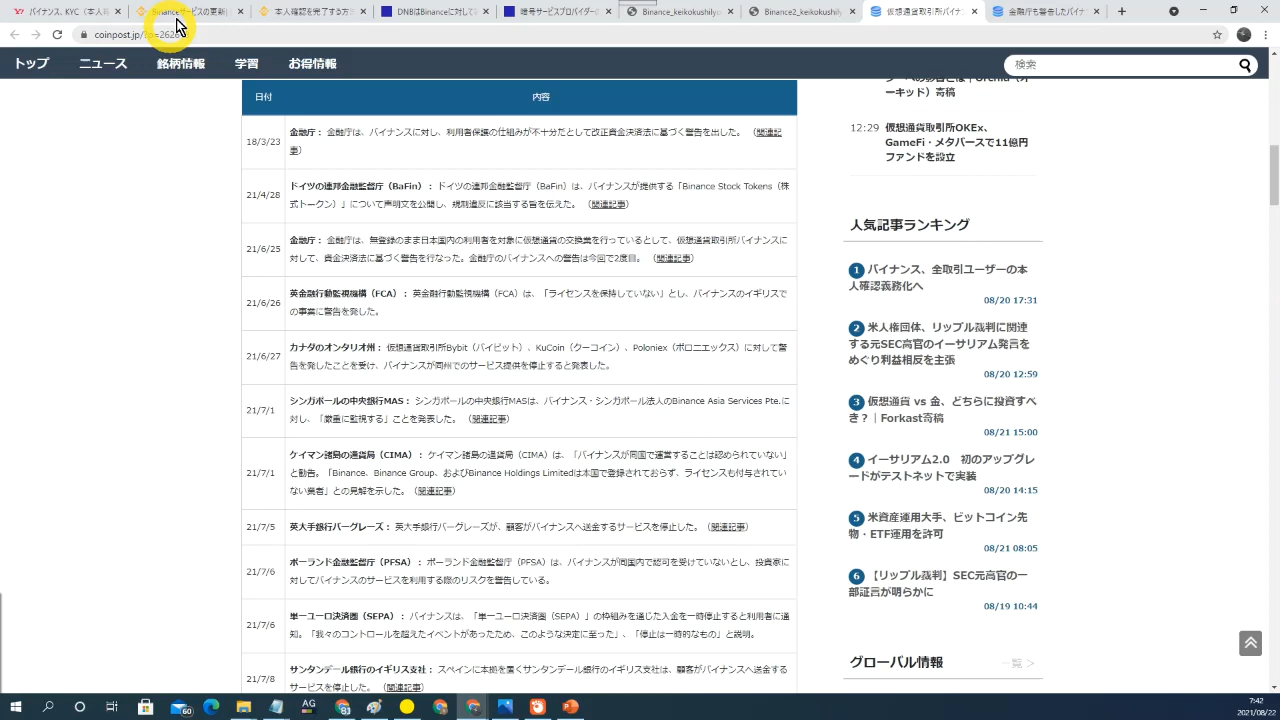 バイナンス、KYC（本人確
Binanceサービスの更新
本人確認を完了する方
DNBはBinanceに対して
暗号サービスプロバイダー
Binance_keikokushiyo
Binance2_keikokushiyo
仮想通貨取引所バイナン
金融庁も警告したバイナン
coinpost.jp/?p=262
トップ
ニュース
銘柄情報
学習
お得情報
検索
日付
内容
18/3/23
金融庁： 金融庁は、バイナンスに対し、利用者保護の仕組みが不十分だとして改正資金決済法に基づく警告を出した。 （関連記
事）
21/4/28
ドイツの連邦金融監督庁（BaFin）： ドイツの連邦金融監督庁（BaFin）は、バイナンスが提供する「Binance Stock Tokens（株
式トークン）」について声明文を公開し、規制違反に該当する旨を伝えた。 （関連記事）
21/6/25
金融庁： 金融庁は、無登録のまま日本国内の利用者を対象に仮想通貨の交換業を行っているとして、仮想通貨取引所バイナンスに
対して、資金決済法に基づく警告を行なった。金融庁のバイナンスへの警告は今回で2度目。 （関連記事）
21/6/26
英金融行動監視機構（FCA）： 英金融行動監視機構（FCA）は、「ライセンスを保持していない」とし、バイナンスのイギリスで
の事業に警告を発した。
21/6/27
カナダのオンタリオ州： 仮想通貨取引所Bybit（バイビット）、KuCoin（クーコイン）、Poloniex（ポロニエックス）に対して警
告を発したことを受け、バイナンスが同州でのサービス提供を停止すると発表した。
21/7/1
シンガポールの中央銀行MAS： シンガポールの中央銀行MASは、バイナンス・シンガポール法人のBinance Asia Services Pte.に
対し、「厳重に監視する」ことを発表した。 （関連記事）
21/7/1
ケイマン諸島の通貨局（CIMA）： ケイマン諸島の通貨局（CIMA）は、「バイナンスが同国で運営することは認められていない」
と勧告。「Binance、Binance Group、およびBinance Holdings Limitedは本国で登録されておらず、ライセンスも付与されてい
ない業者」との見解を示した。（関連記事）
21/7/5
英大手銀行バークレーズ： 英大手銀行バークレーズが、顧客がバイナンスへ送金するサービスを停止した。（関連記事）
21/7/6
ポーランド金融監督庁（PFSA）： ポーランド金融監督庁（PFSA）は、バイナンスが同国内で認可を受けていないとし、投資家に
対してバイナンスのサービスを利用する際のリスクを警告している。
21/7/6
単一ユーロ決済圏（SEPA）： バイナンスは、「単一ユーロ決済圏（SEPA）」の枠組みを通じた入金を一時停止すると利用者に通
知。「我々のコントロールを超えたイベントがあったため、このような決定に至った」、「停止は一時的なもの」と説明。
21/7/8
サンタンデール銀行のイギリス支社： スペインに本拠を置くサンタンデール銀行のイギリス支社は、顧客がバイナンスへ送金する
サービスを停止した。 （関連記事）
ーキッド）寄稿
12:29
仮想通貨取引所OKEx、
GameFi・メタバースで11億円
ファンドを設立
人気記事ランキング
1 バイナンス、全取引ユーザーの本
人確認義務化へ
08/20 17:31
2 米人権団体、リップル裁判に関連
する元SEC高官のイーサリアム発言を
めぐり利益相反を主張
08/20 12:59
3 仮想通貨 vs 金、どちらに投資すべ
き？｜Forkast寄稿
08/21 15:00
4 イーサリアム2.0 初のアップグレ
ードがテストネットで実装
08/20 14:15
5 米資産運用大手、ビットコイン先
物・ETF運用を許可
08/21 08:05
6 【リップル裁判】SEC元高官の一
部証言が明らかに
08/19 10:44
グローバル情報
一覧 ＞
60
7:42
2021/08/22